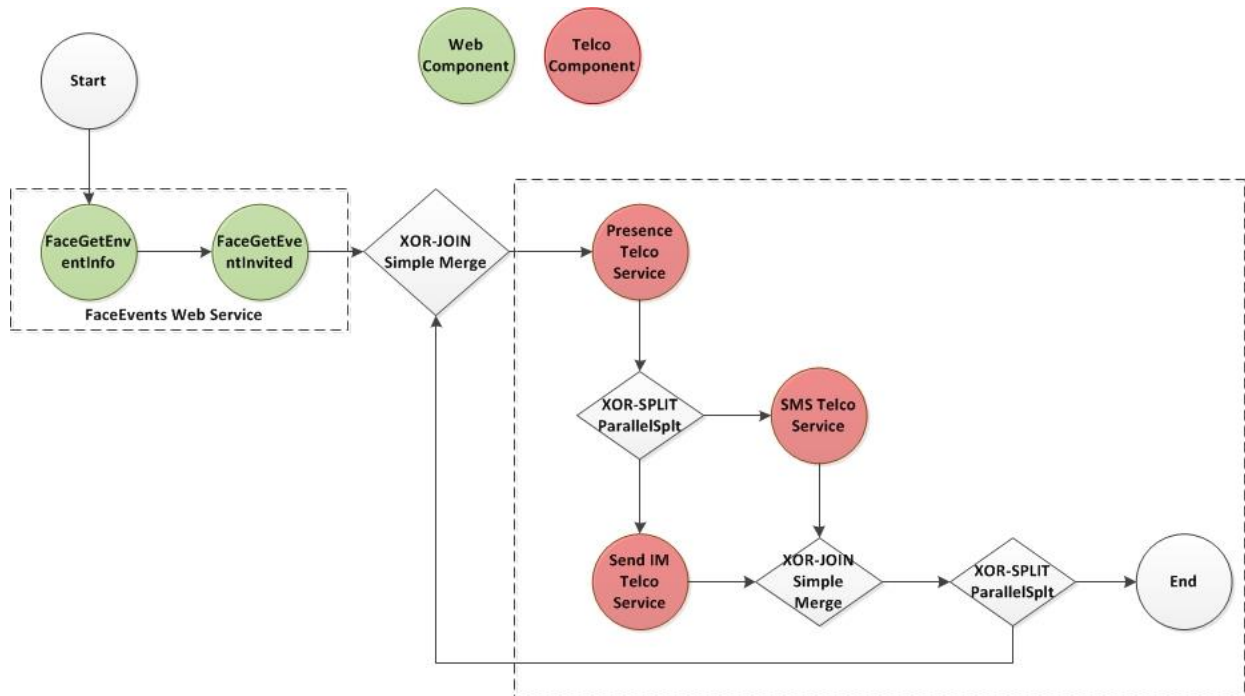 Web
Component
Telco
Component
Start
FaceGetEnv
entInfo
FaceGetEve
ntInvited
FaceEvents Web Service
XOR-JOIN
Simple Merge
Presence
Telco
Service
XOR-SPLIT
ParallelSplt
SMS Telco
Service
Send IM
Telco
Service
XOR-JOIN
Simple
Merge
XOR-SPLIT
ParallelSplt
End